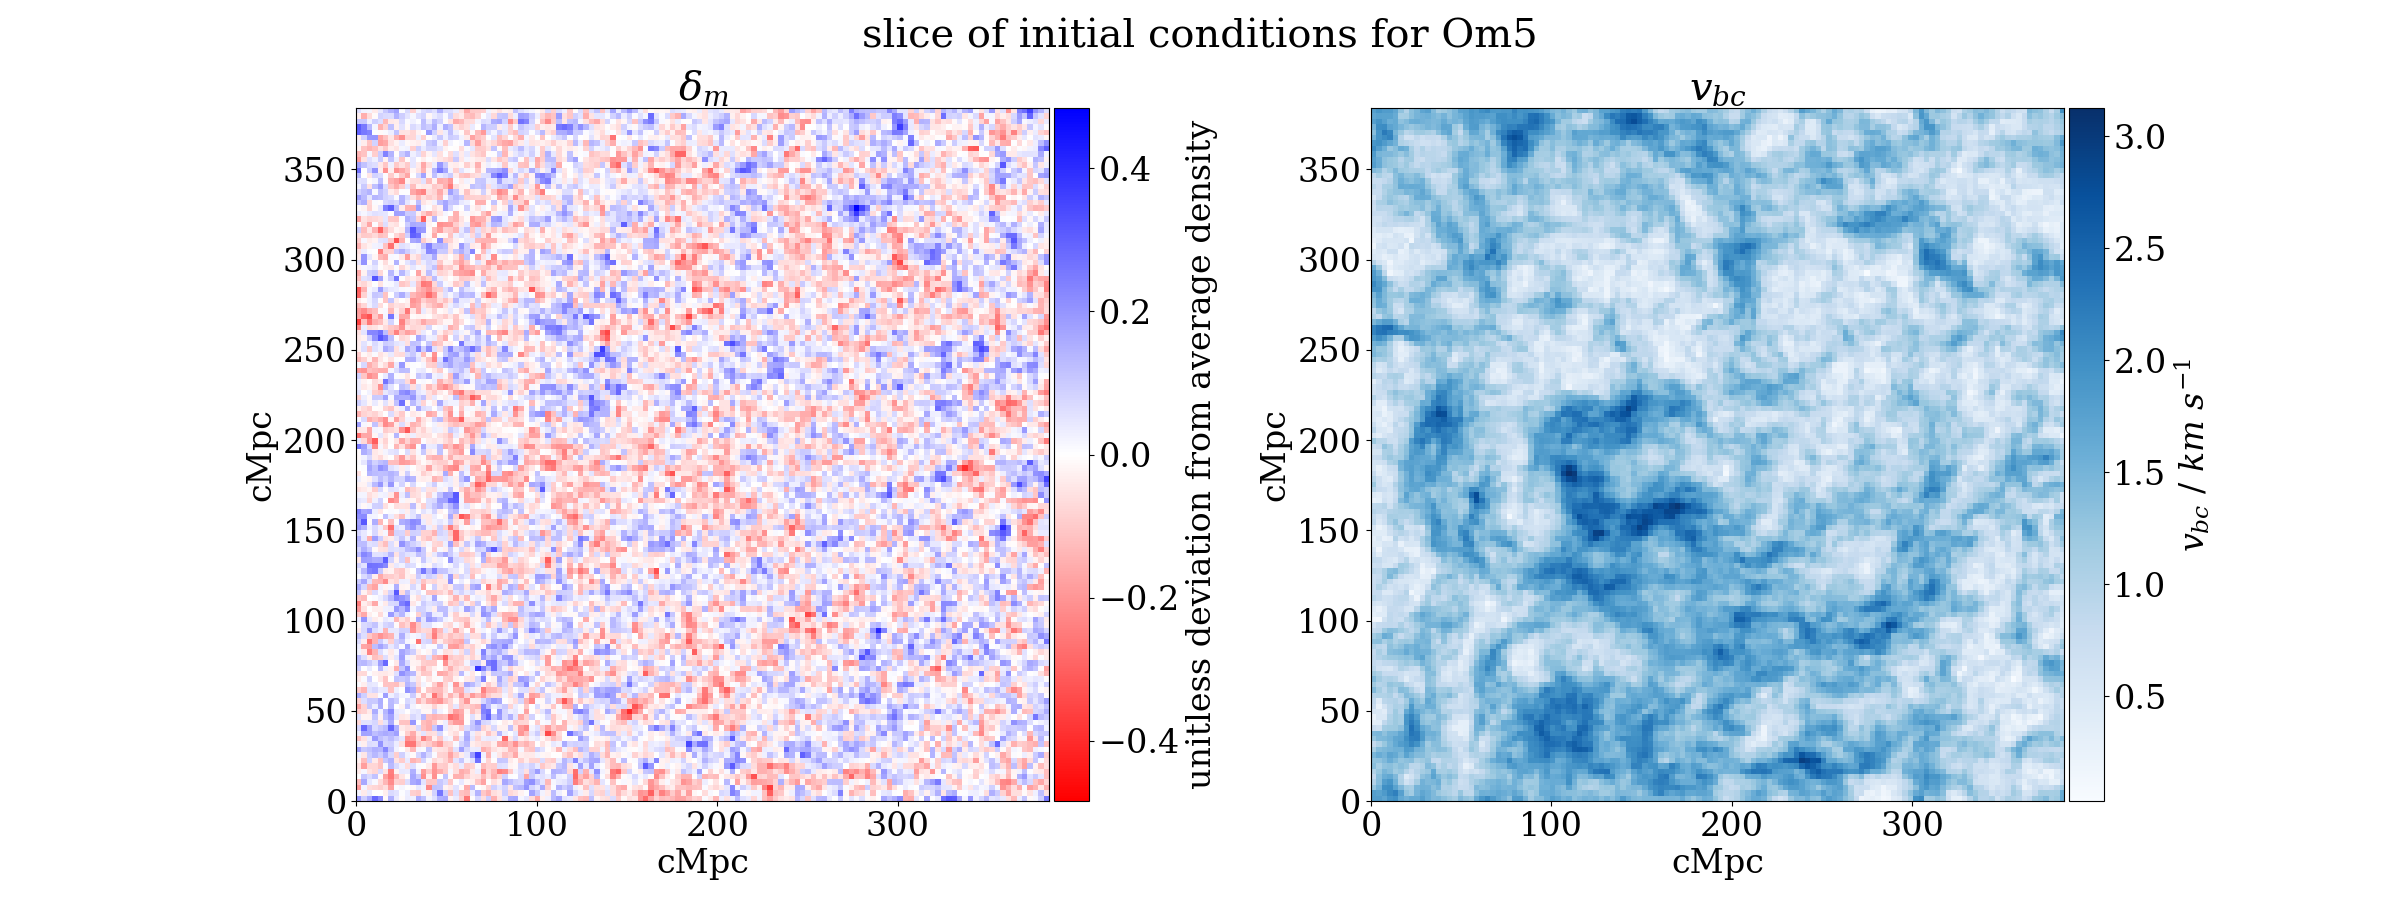 slice of initial conditions for Om5
δm
350
300
250
200
150
100
50
0
cMpc
0 100 200 300
cMpc
0.4
0.2
0.0
−0.2
−0.4
unitless deviation from average density
vbc
350
300
250
200
150
100
50
0
cMpc
0 100 200 300
cMpc
3.0
2.5
2.0
1.5
1.0
0.5
vbc / km s⁻¹